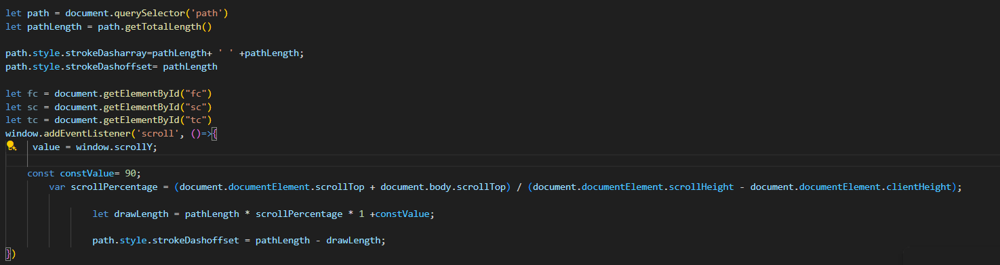 let path = document.querySelector('path')
let pathLength = path.getTotalLength()
path.style.strokeDasharray=pathLength+ ' ' +pathLength;
path.style.strokeDashoffset= pathLength
let fc = document.getElementById("fc")
let sc = document.getElementById("sc")
let tc = document.getElementById("tc")
window.addEventListener('scroll', ()=>{
value = window.scrollY;
const constValue= 90;
var scrollPercentage = (document.documentElement.scrollTop + document.body.scrollTop) / (document.documentElement.scrollHeight - document.documentElement.clientHeight);
let drawLength = pathLength * scrollPercentage * 1 +constValue;
path.style.strokeDashoffset = pathLength - drawLength;
})